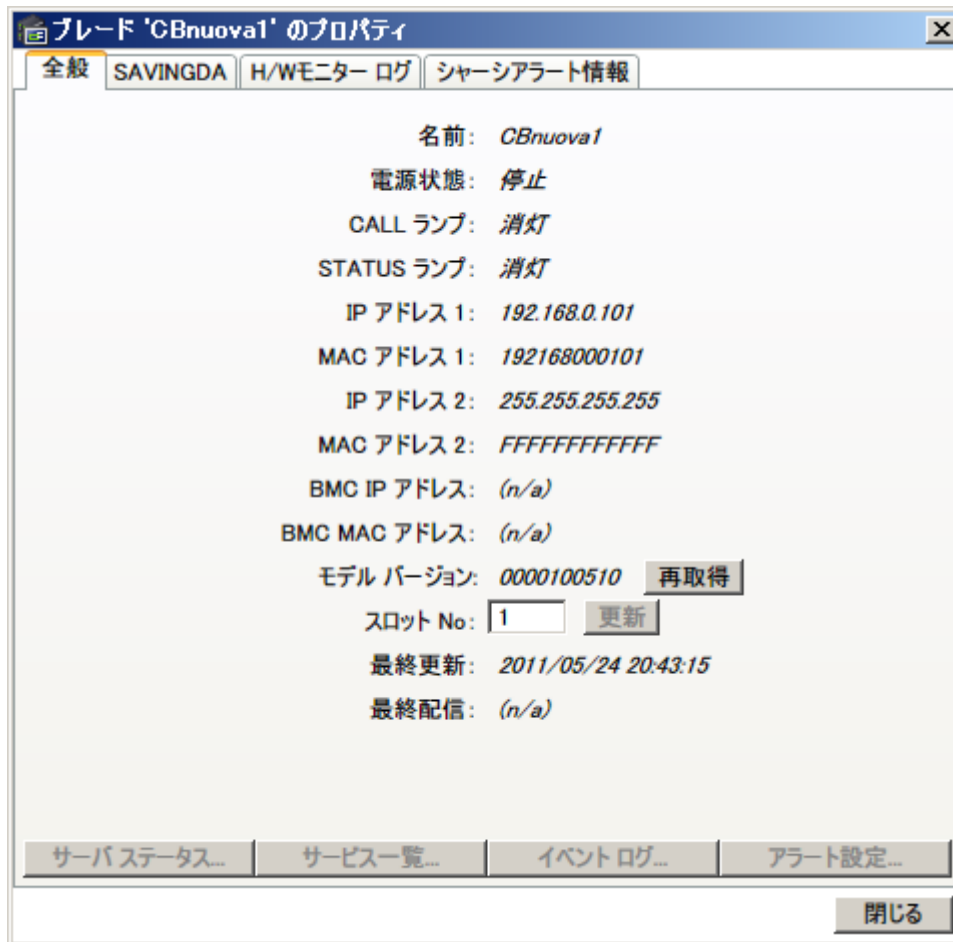 ブレード 'CBnuova1' のプロパティ
全般 SAVINGDA H/Wモニター ログ シャーシアラート情報
名前: CBnuova1
電源状態: 停止
CALL ランプ: 消灯
STATUS ランプ: 消灯
IP アドレス 1: 192.168.0.101
MAC アドレス 1: 192168000101
IP アドレス 2: 255.255.255.255
MAC アドレス 2: FFFFFFFFFFFF
BMC IP アドレス: (n/a)
BMC MAC アドレス: (n/a)
モデル バージョン: 0000100510 再取得
スロット No: 1 更新
最終更新: 2011/05/24 20:43:15
最終配信: (n/a)
サーバ ステータス... サービス一覧... イベント ログ... アラート設定...
閉じる